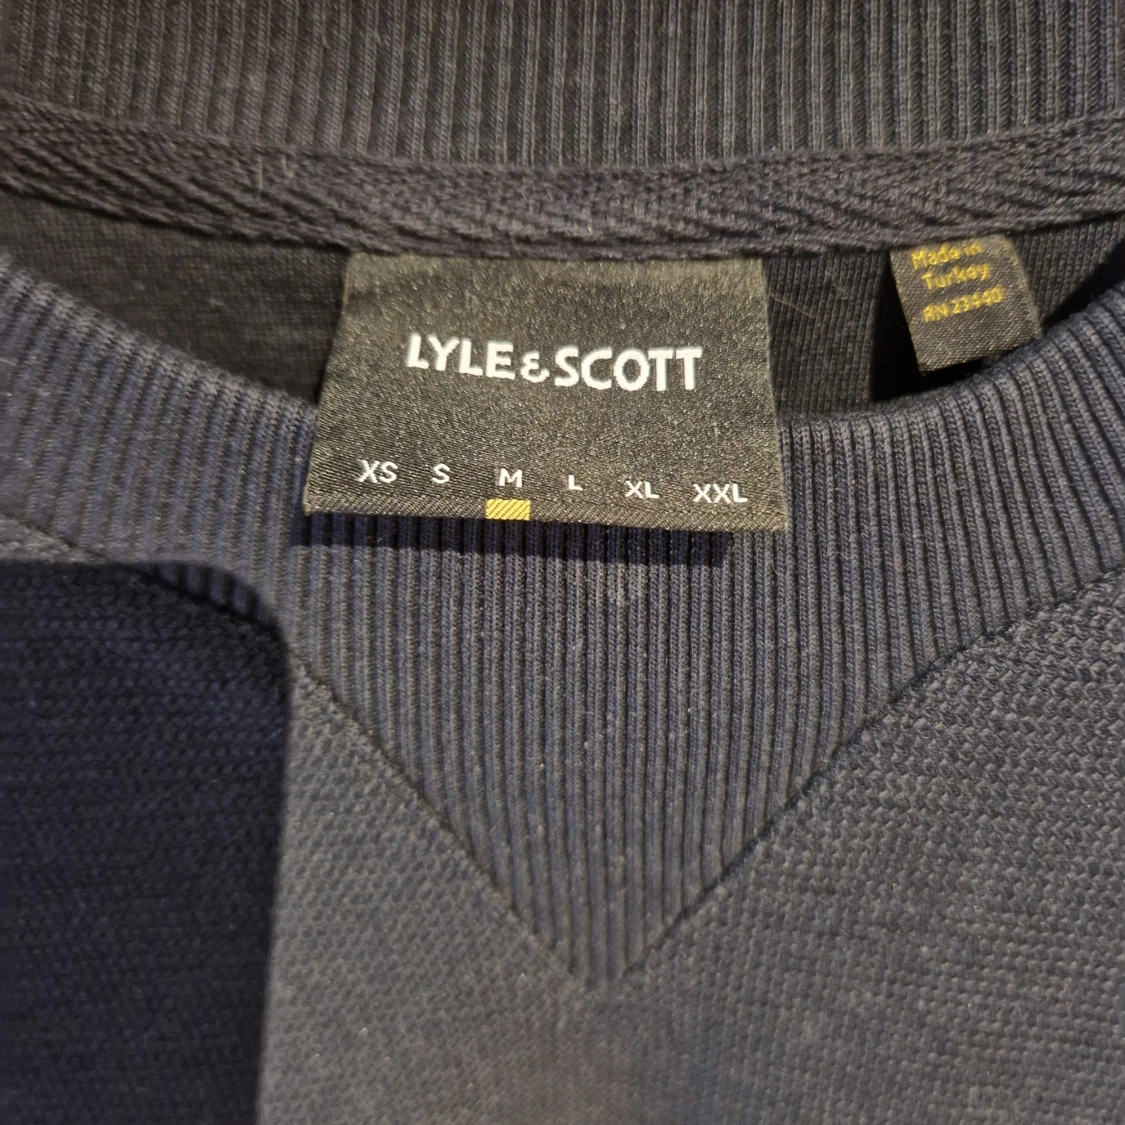 LYLE & SCOTT
XS S M L XL XXL
Made in
Turkey
RN 23440